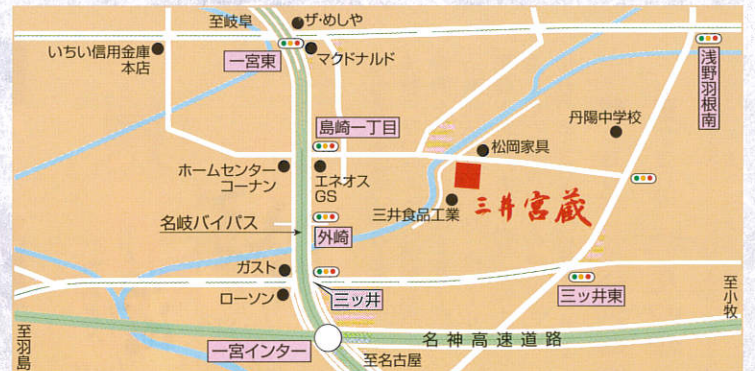 至岐阜
ザ・めしや
いちい信用金庫
本店
一宮東
マクドナルド
浅野羽根南
島崎一丁目
丹陽中学校
松岡家具
ホームセンター
コーナン
エネオス
GS
三井食品工業
三井宮蔵
名岐バイパス
外崎
ガスト
三ッ井
ローソン
三ッ井東
至小牧
至羽島
一宮インター
名神高速道路
至名古屋